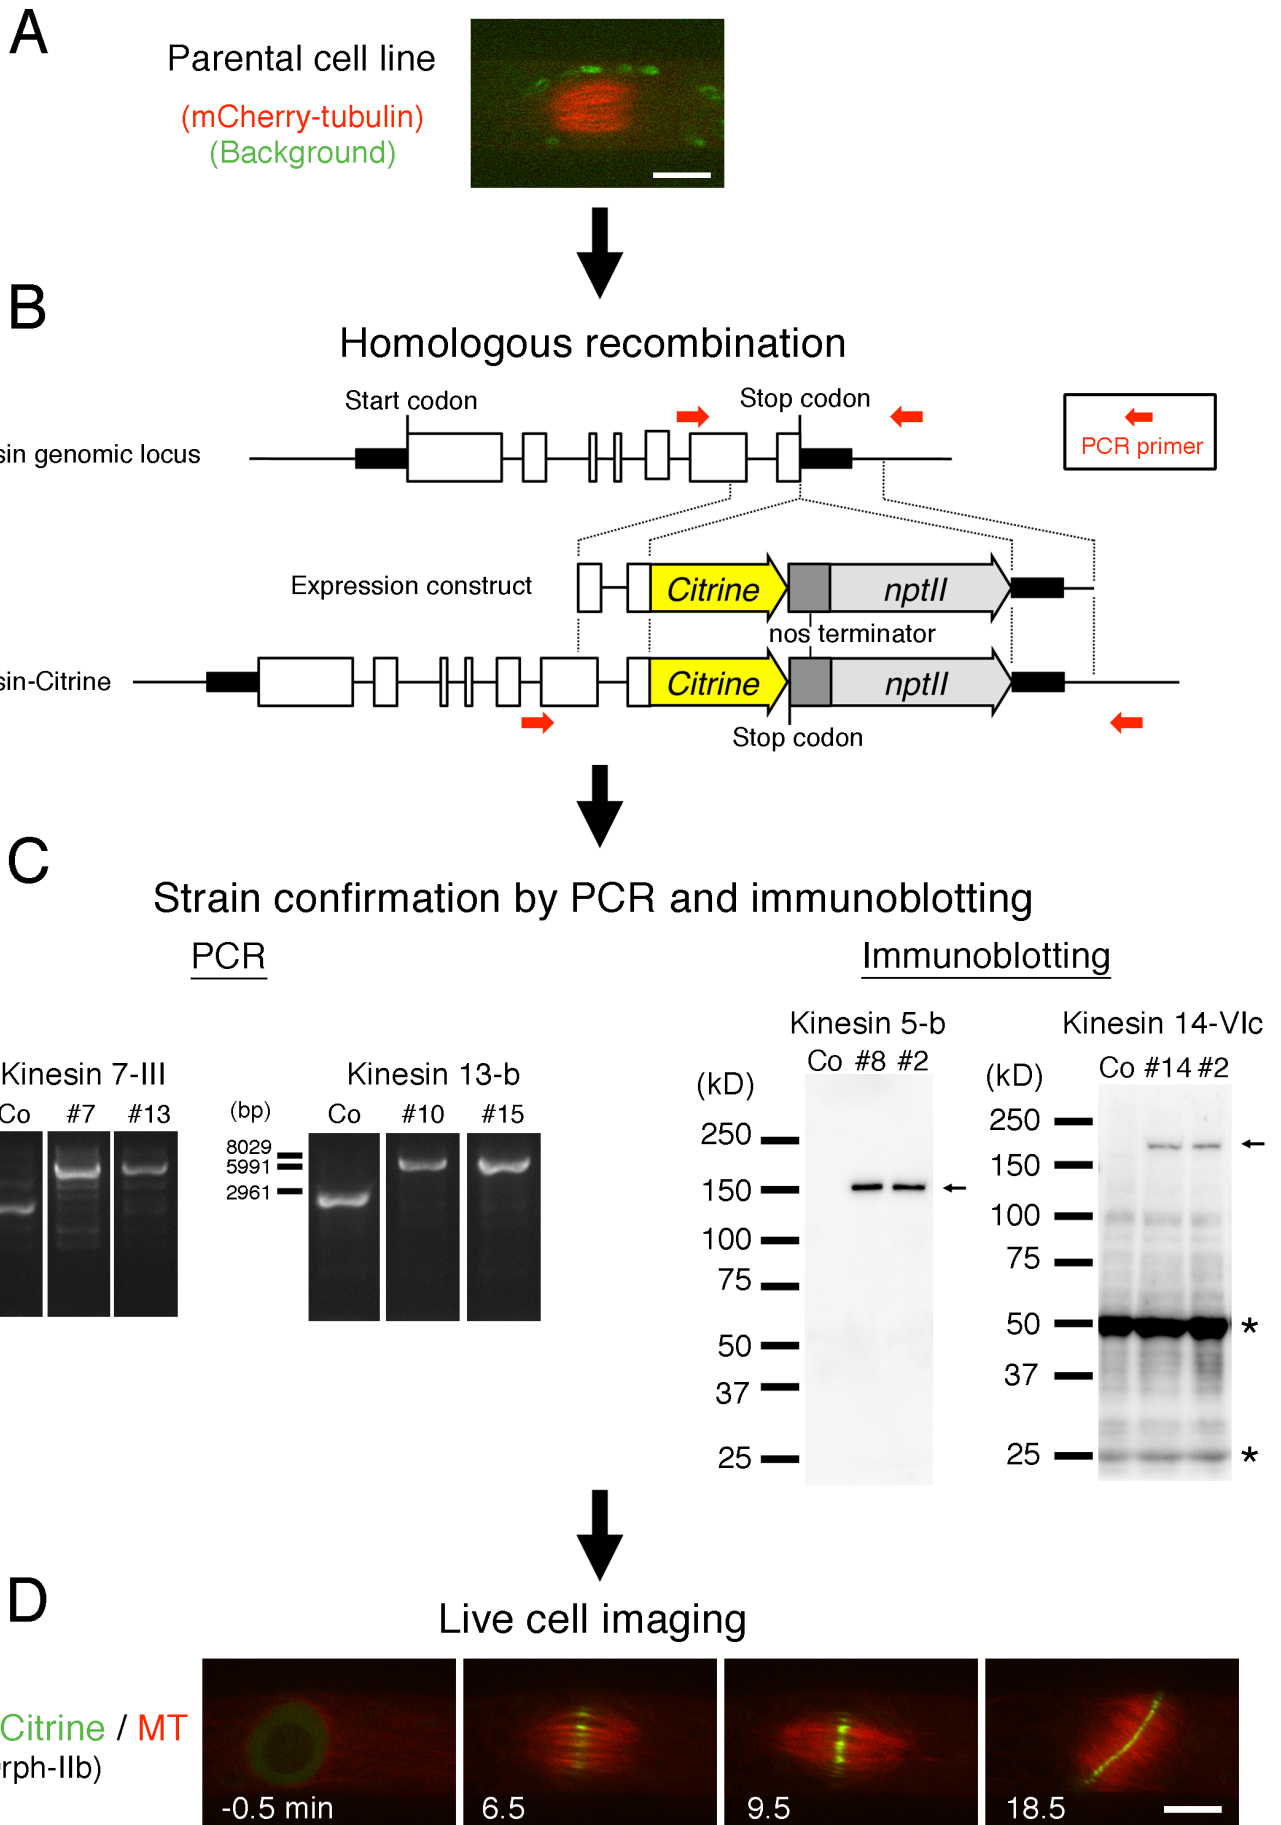 A
Parental cell line
(mCherry-tubulin)
(Background)
B
Homologous recombination
Start codon
Stop codon
PCR primer
sin genomic locus
Expression construct
Citrine
nptII
nos terminator
sin-Citrine
Citrine
nptII
Stop codon
C
Strain confirmation by PCR and immunoblotting
PCR
Immunoblotting
Kinesin 7-III
Co #7 #13
Kinesin 13-b
(bp) Co #10 #15
8029
5991
2961
Kinesin 5-b
(kD) Co #8 #2
250
150
100
75
50
37
25
Kinesin 14-VIc
(kD) Co #14 #2
250
150
100
75
50 *
37
25 *
D
Live cell imaging
Citrine / MT
rph-IIb)
-0.5 min
6.5
9.5
18.5